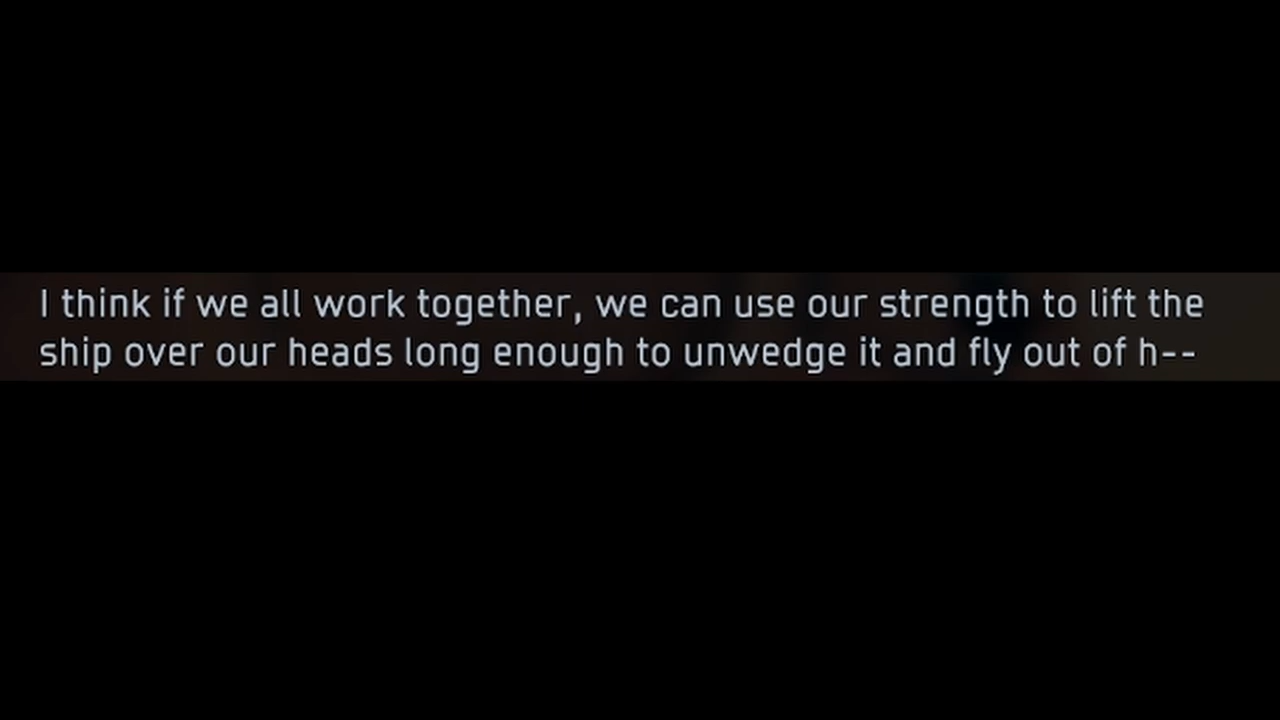 I think if we all work together, we can use our strength to lift the
ship over our heads long enough to unwedge it and fly out of h--